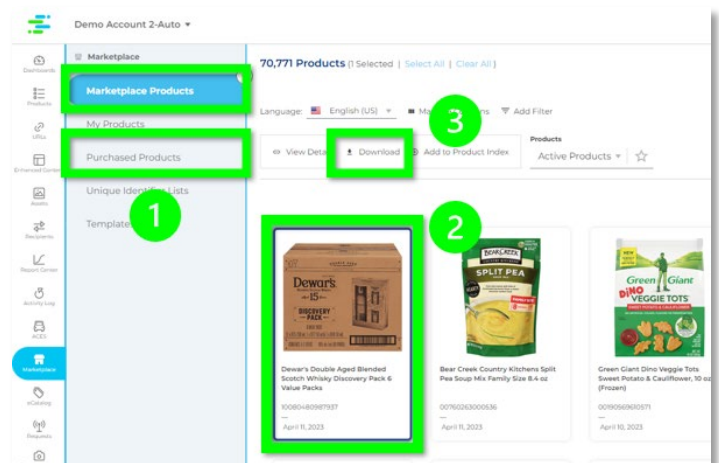 Demo Account 2-Auto
Dashboards
Products
URLs
Enhanced Content
Assets
Recipients
Report Center
Activity Log
ACES
Marketplace
eCatalog
Requests
Marketplace
Marketplace Products
My Products
Purchased Products
Unique Identifier Lists
Template
1
70,771 Products (1 Selected | Select All | Clear All)
Language: English (US)
Add Filter
3
View Deta
Download
Add to Product Index
Products
Active Products
2
Dewar's
15
DISCOVERY
PACK
BEAR CREEK
SPLIT PEA
Green Giant
DINO
VEGGIE TOTS
SWEET POTATO & CAULIFLOWER
Dewar's Double Aged Blended
Scotch Whisky Discovery Pack 6
Value Packs
10080480987937
—
April 11, 2023
Bear Creek Country Kitchens Split
Pea Soup Mix Family Size 8.4 oz
00760263000536
—
April 11, 2023
Green Giant Dino Veggie Tots
Sweet Potato & Cauliflower, 10 oz
(Frozen)
00190569610571
—
April 10, 2023